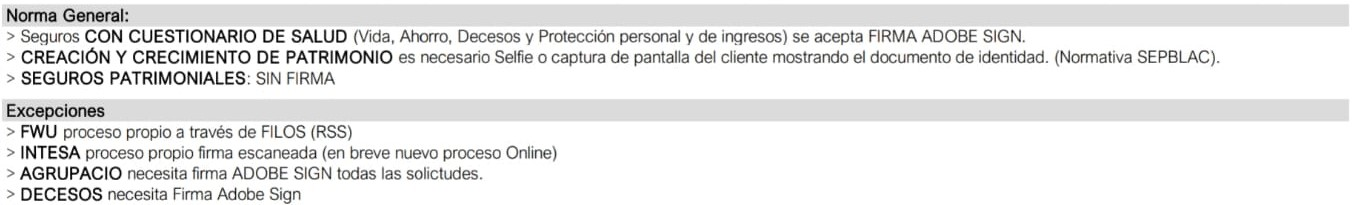 Norma General:
> Seguros CON CUESTIONARIO DE SALUD (Vida, Ahorro, Decesos y Protección personal y de ingresos) se acepta FIRMA ADOBE SIGN.
> CREACIÓN Y CRECIMIENTO DE PATRIMONIO es necesario Selfie o captura de pantalla del cliente mostrando el documento de identidad. (Normativa SEPBLAC).
> SEGUROS PATRIMONIALES: SIN FIRMA
Excepciones
> FWU proceso propio a través de FILOS (RSS)
> INTESA proceso propio firma escaneada (en breve nuevo proceso Online)
> AGRUPACIO necesita firma ADOBE SIGN todas las solictudes.
> DECESOS necesita Firma Adobe Sign